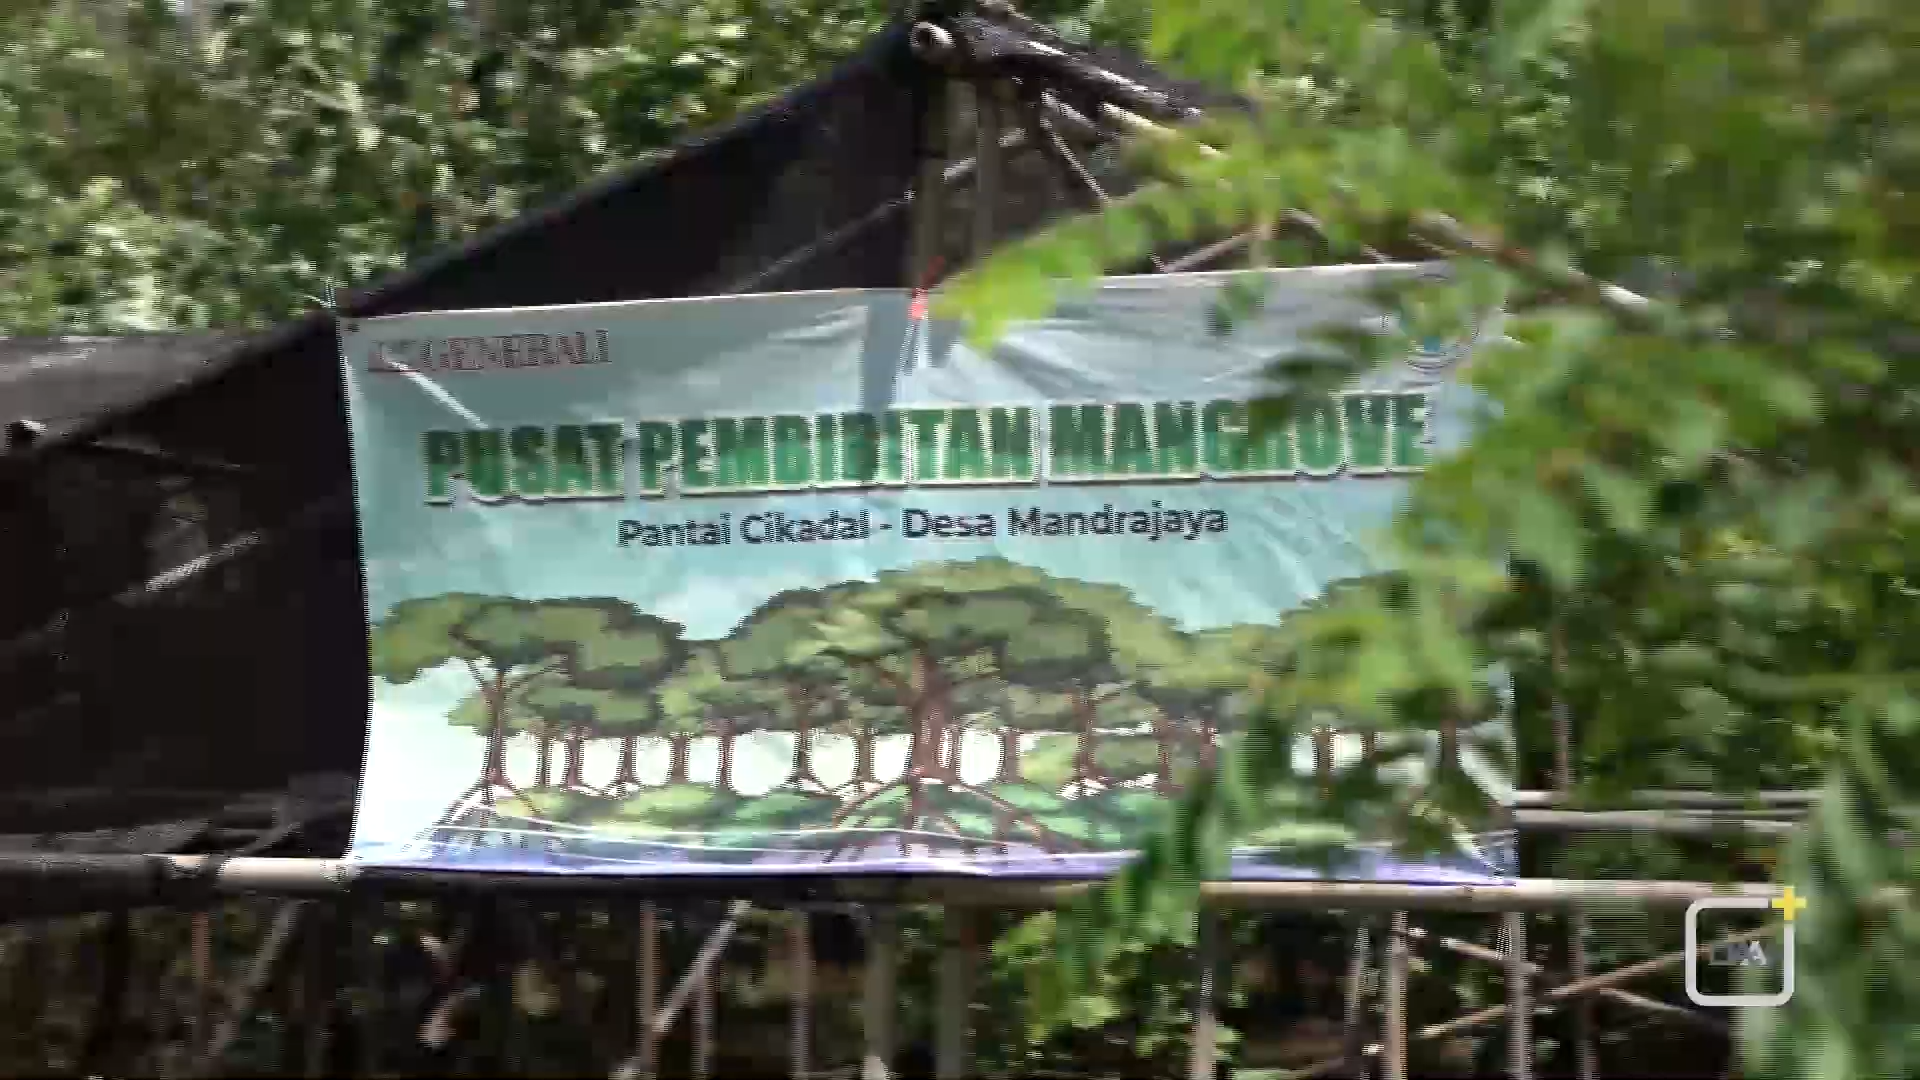 GENERALI
PUSAT PEMBIBITAN MANGROVE
Pantai Cikadal - Desa Mandrajaya